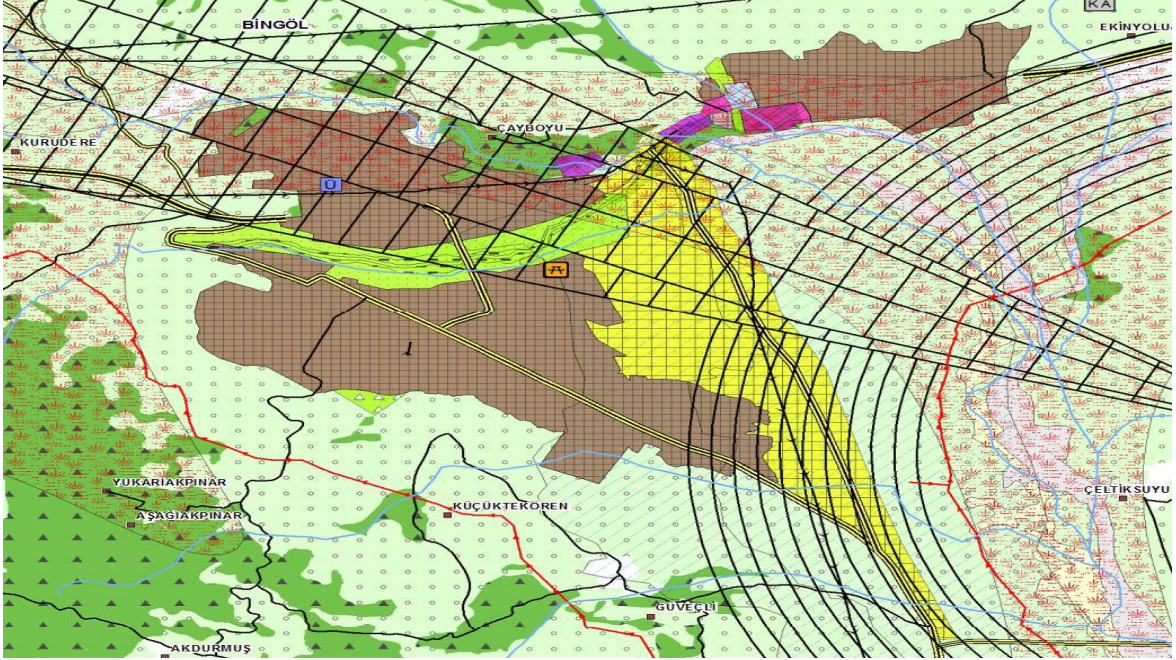 KA
BİNGÖL
EKİNYOLU
ÇAYBOYU
KURUDERE
Ü
YUKARIAKPINAR
AŞAĞIAKPINAR
KÜÇÜKTEKÖREN
ÇELTİKSUYU
GÜVEÇLİ
AKDURMUŞ